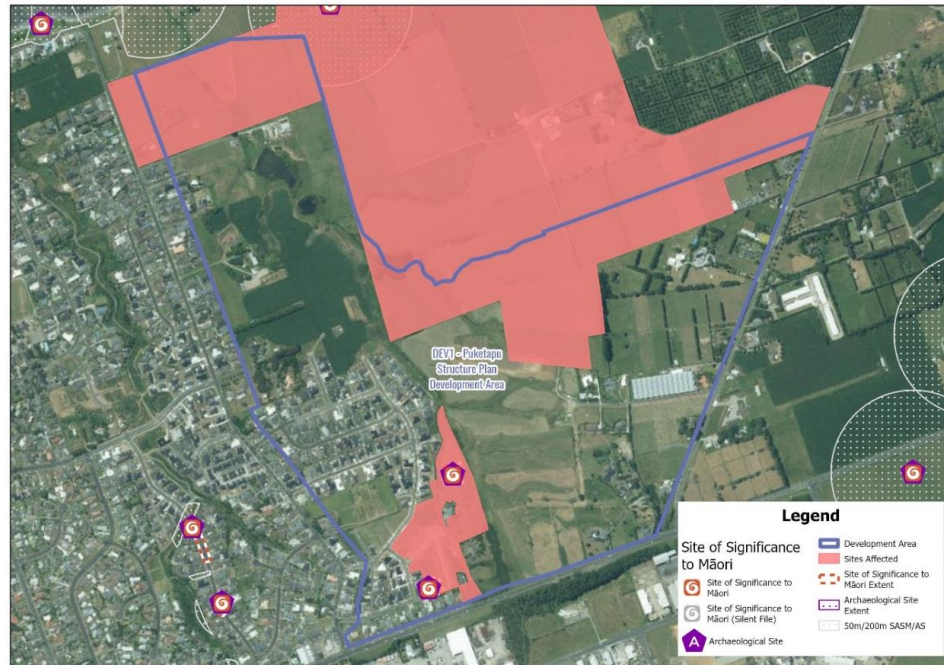 DEV1 - Puketapu
Structure Plan
Development Area
Legend
Site of Significance
to Māori
Site of Significance to
Māori
Site of Significance to
Māori (Silent File)
A
Archaeological Site
Development Area
Sites Affected
Site of Significance to
Māori Extent
Archaeological Site
Extent
50m/200m SASM/AS